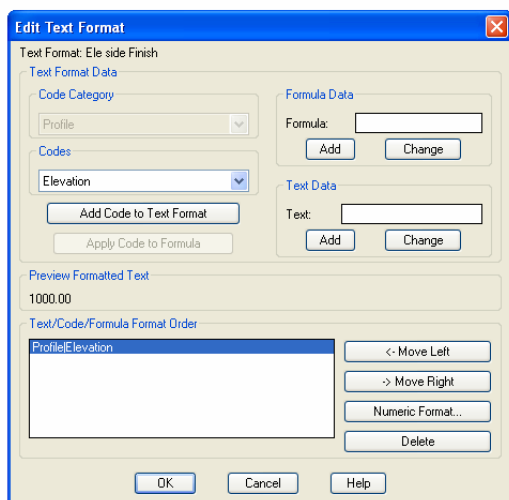 Edit Text Format
Text Format: Ele side Finish
Text Format Data
Code Category
Profile
Codes
Elevation
Add Code to Text Format
Apply Code to Formula
Formula Data
Formula:
Add Change
Text Data
Text:
Add Change
Preview Formatted Text
1000.00
Text/Code/Formula Format Order
Profile|Elevation
<- Move Left
-> Move Right
Numeric Format...
Delete
OK Cancel Help